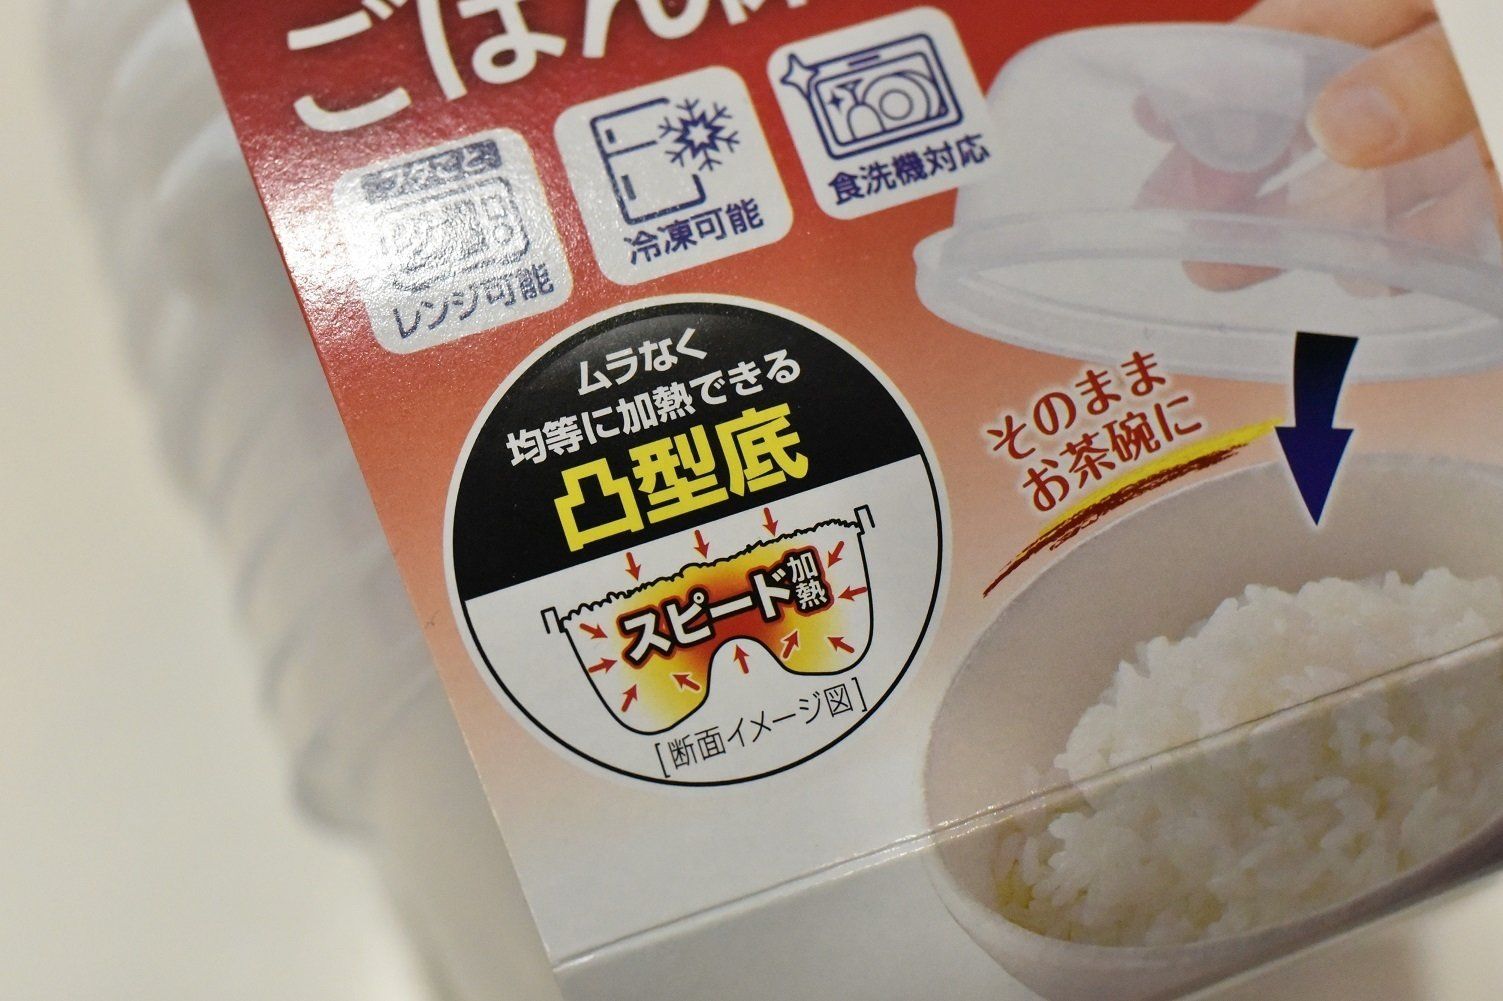 ごはん
フタごと
レンジ可能
冷凍可能
食洗機対応
ムラなく
均等に加熱できる
凸型底
スピード加熱
[断面イメージ図]
そのまま
お茶碗に